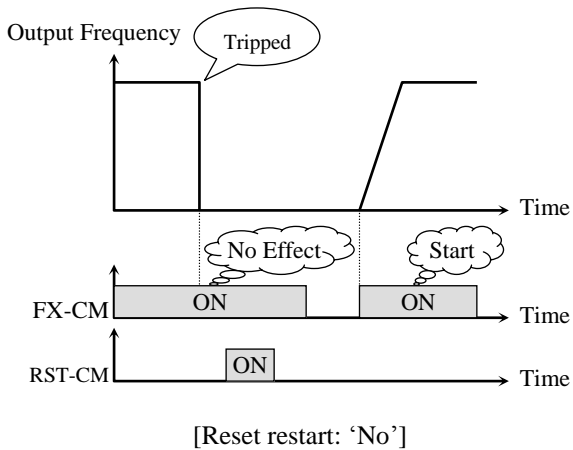 Output Frequency
Tripped
Time
No Effect
Start
FX-CM
ON
ON
Time
RST-CM
ON
Time
[Reset restart: ‘No’]